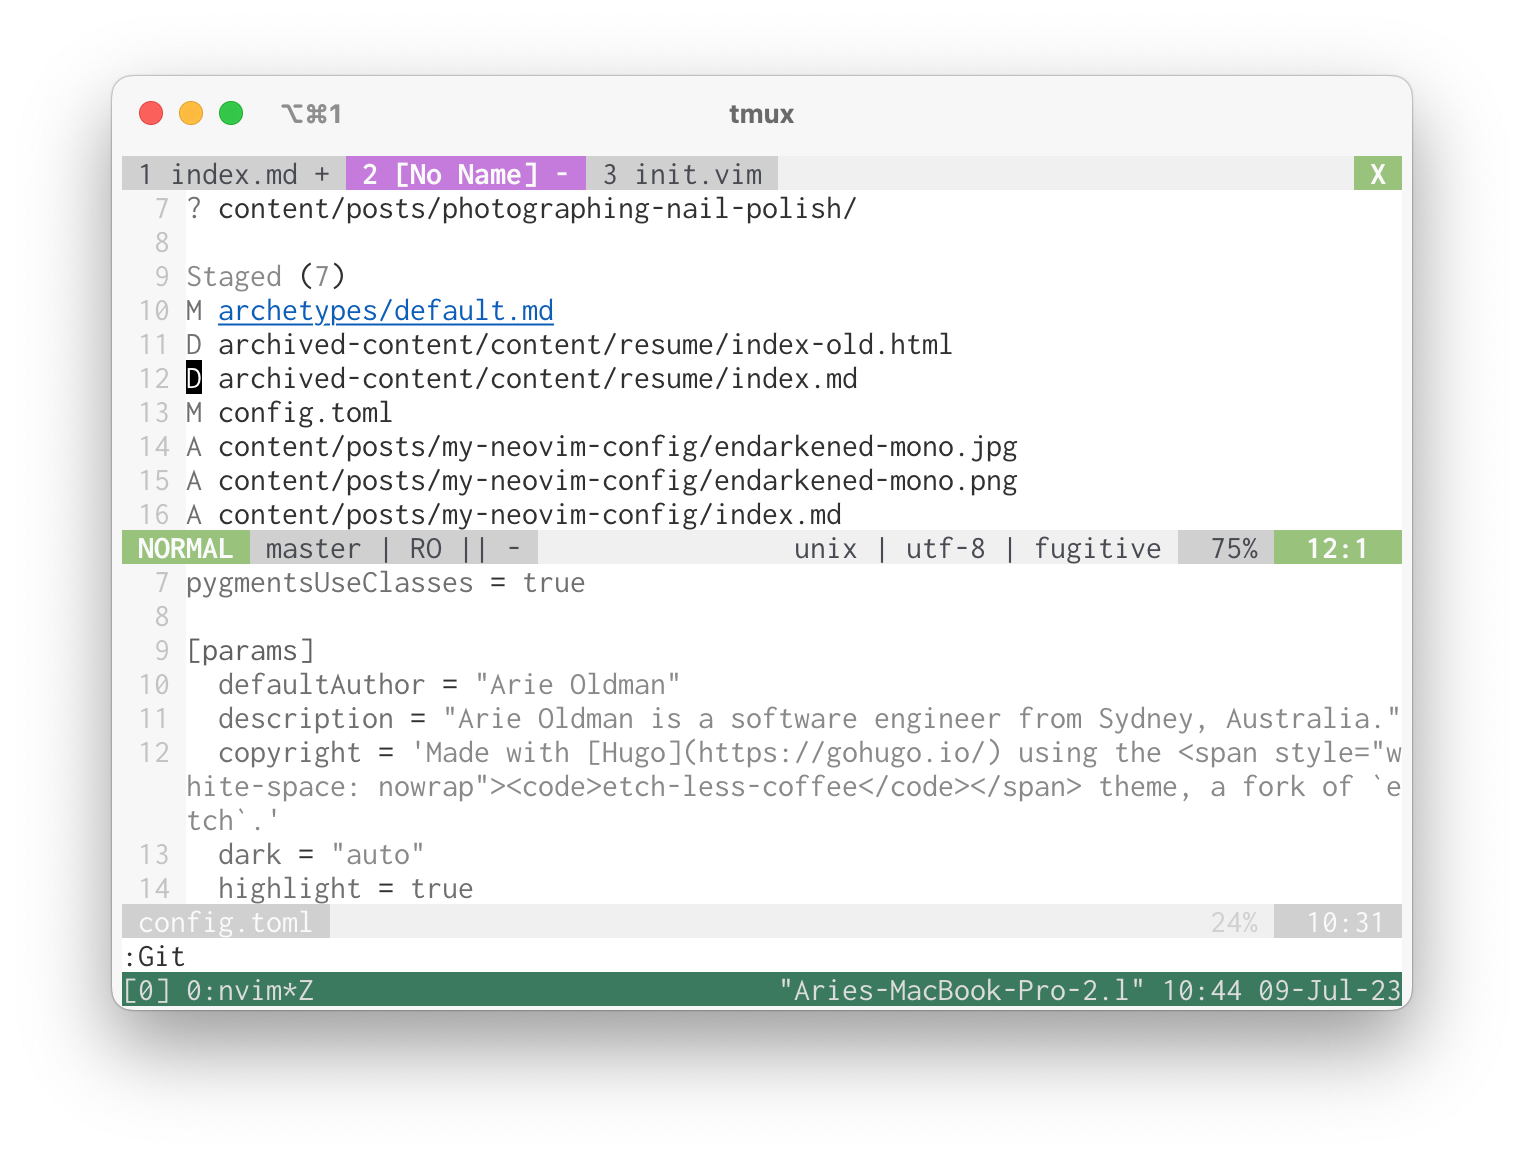 ⌥⌘1 tmux
1 index.md + 2 [No Name] - 3 init.vim X
7 ? content/posts/photographing-nail-polish/
8
9 Staged (7)
10 M archetypes/default.md
11 D archived-content/content/resume/index-old.html
12 D archived-content/content/resume/index.md
13 M config.toml
14 A content/posts/my-neovim-config/endarkened-mono.jpg
15 A content/posts/my-neovim-config/endarkened-mono.png
16 A content/posts/my-neovim-config/index.md
NORMAL master | RO || - unix | utf-8 | fugitive 75% 12:1
7 pygmentsUseClasses = true
8
9 [params]
10 defaultAuthor = "Arie Oldman"
11 description = "Arie Oldman is a software engineer from Sydney, Australia."
12 copyright = 'Made with [Hugo](https://gohugo.io/) using the <span style="w
hite-space: nowrap"><code>etch-less-coffee</code></span> theme, a fork of `e
tch`.'
13 dark = "auto"
14 highlight = true
config.toml 24% 10:31
:Git
[0] 0:nvim*Z "Aries-MacBook-Pro-2.l" 10:44 09-Jul-23